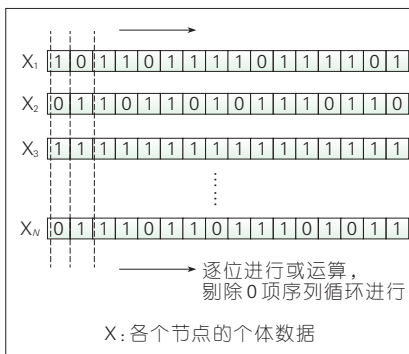 X₁ 1 0 1 1 0 1 1 1 1 0 1 1 1 1 0 1
X₂ 0 1 1 0 1 1 0 1 0 1 1 1 0 1 1 0
X₃ 1 1 1 1 1 1 1 1 1 1 1 1 1 1 1 1
……
X_N 0 1 1 1 0 1 1 0 1 1 1 0 1 0 1 1
逐位进行或运算，
剔除0项序列循环进行
X：各个节点的个体数据